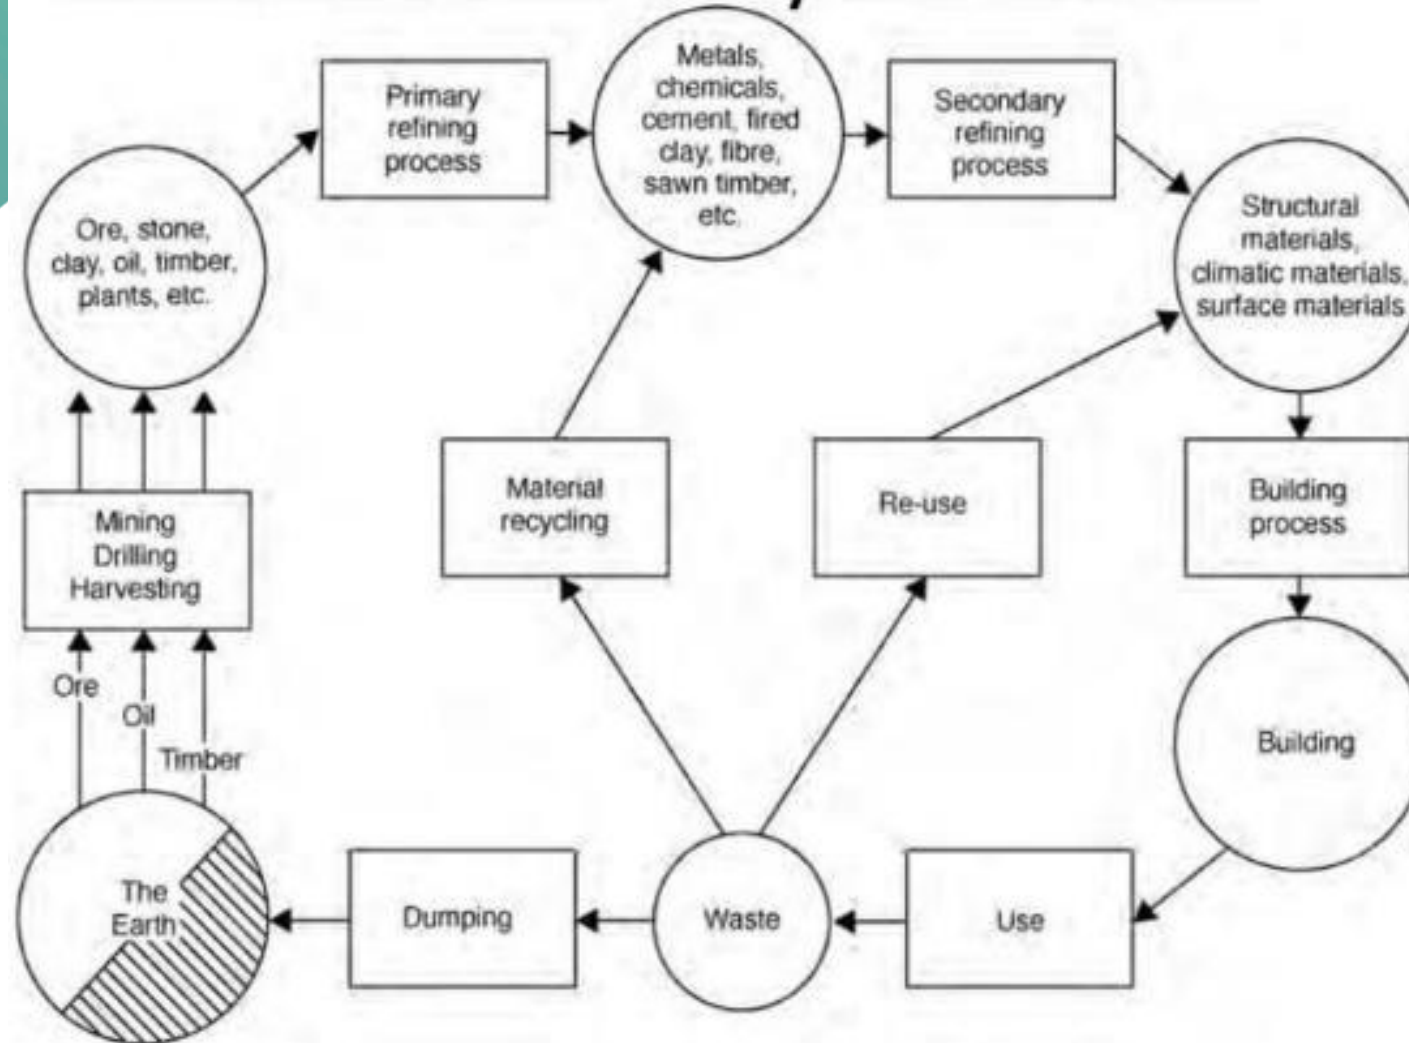 Metals,
chemicals,
cement, fired
clay, fibre,
sawn timber,
etc.
Primary
refining
process
Secondary
refining
process
Ore, stone,
clay, oil, timber,
plants, etc.
Structural
materials,
climatic materials,
surface materials
Mining
Drilling
Harvesting
Material
recycling
Re-use
Building
process
Ore
Oil
Timber
Building
The
Earth
Dumping
Waste
Use